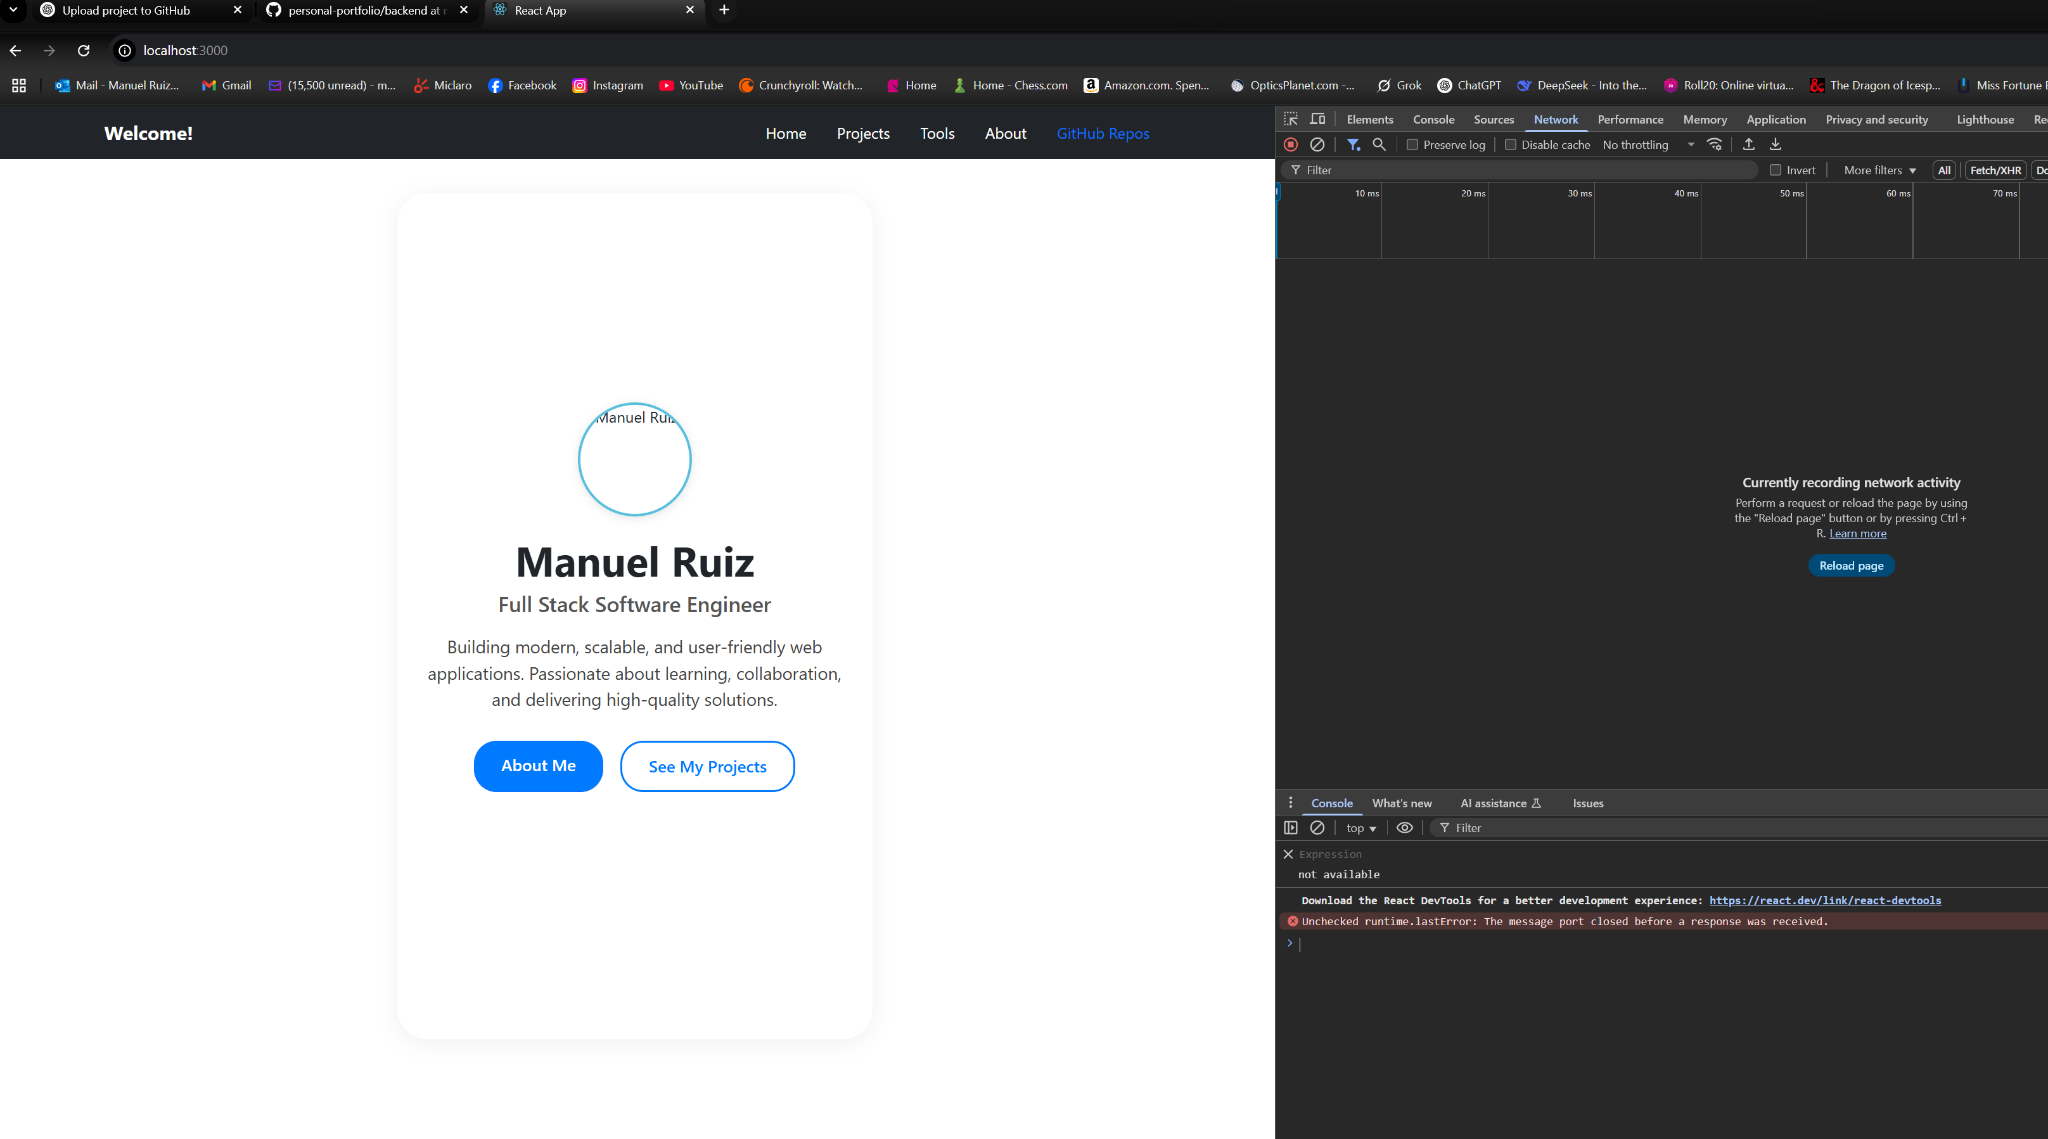 Upload project to GitHub
personal-portfolio/backend at
React App
localhost:3000
Mail - Manuel Ruiz...
Gmail
(15,500 unread) - m...
Miclaro
Facebook
Instagram
YouTube
Crunchyroll: Watch...
Home
Home - Chess.com
Amazon.com. Spen...
OpticsPlanet.com -...
Grok
ChatGPT
DeepSeek - Into the...
Roll20: Online virtua...
The Dragon of Icesp...
Miss Fortune
Welcome!
Home
Projects
Tools
About
GitHub Repos
Manuel Ruiz
Manuel Ruiz
Full Stack Software Engineer
Building modern, scalable, and user-friendly web
applications. Passionate about learning, collaboration,
and delivering high-quality solutions.
About Me
See My Projects
Elements
Console
Sources
Network
Performance
Memory
Application
Privacy and security
Lighthouse
Re
Preserve log
Disable cache
No throttling
Filter
Invert
More filters
All
Fetch/XHR
Do
10 ms
20 ms
30 ms
40 ms
50 ms
60 ms
70 ms
Currently recording network activity
Perform a request or reload the page by using
the "Reload page" button or by pressing Ctrl +
R. Learn more
Reload page
Console
What's new
AI assistance
Issues
top
Filter
Expression
not available
Download the React DevTools for a better development experience: https://react.dev/link/react-devtools
Unchecked runtime.lastError: The message port closed before a response was received.